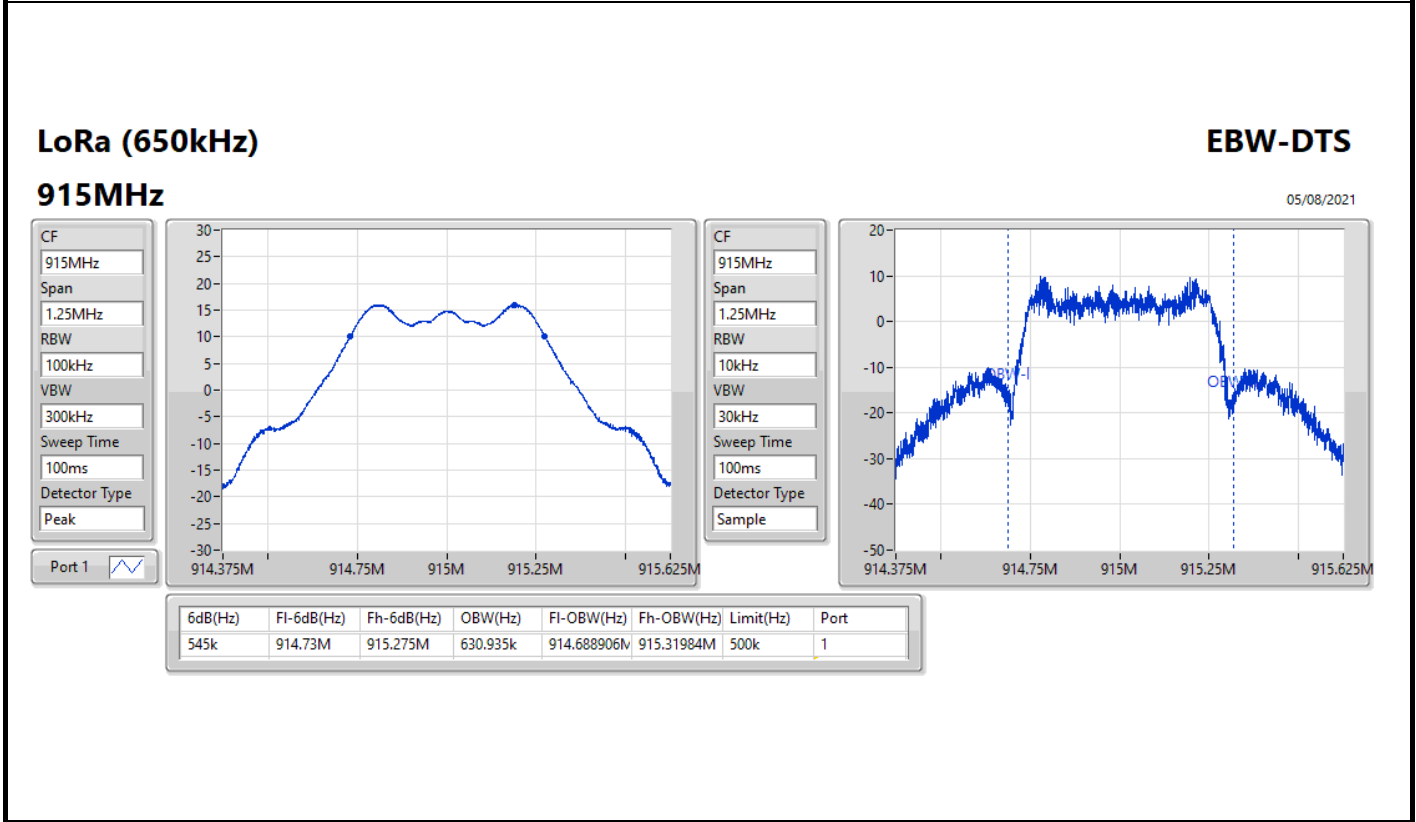 LoRa (650kHz)
EBW-DTS
915MHz
05/08/2021
CF
915MHz
Span
1.25MHz
RBW
100kHz
VBW
300kHz
Sweep Time
100ms
Detector Type
Peak
Port 1
30
25
20
15
10
5
0
-5
-10
-15
-20
-25
-30
914.375M 914.75M 915M 915.25M 915.625M
CF
915MHz
Span
1.25MHz
RBW
10kHz
VBW
30kHz
Sweep Time
100ms
Detector Type
Sample
20
10
0
-10
-20
-30
-40
-50
914.375M 914.75M 915M 915.25M 915.625M
6dB(Hz) Fl-6dB(Hz) Fh-6dB(Hz) OBW(Hz) Fl-OBW(Hz) Fh-OBW(Hz) Limit(Hz) Port
545k 914.73M 915.275M 630.935k 914.688906M 915.31984M 500k 1